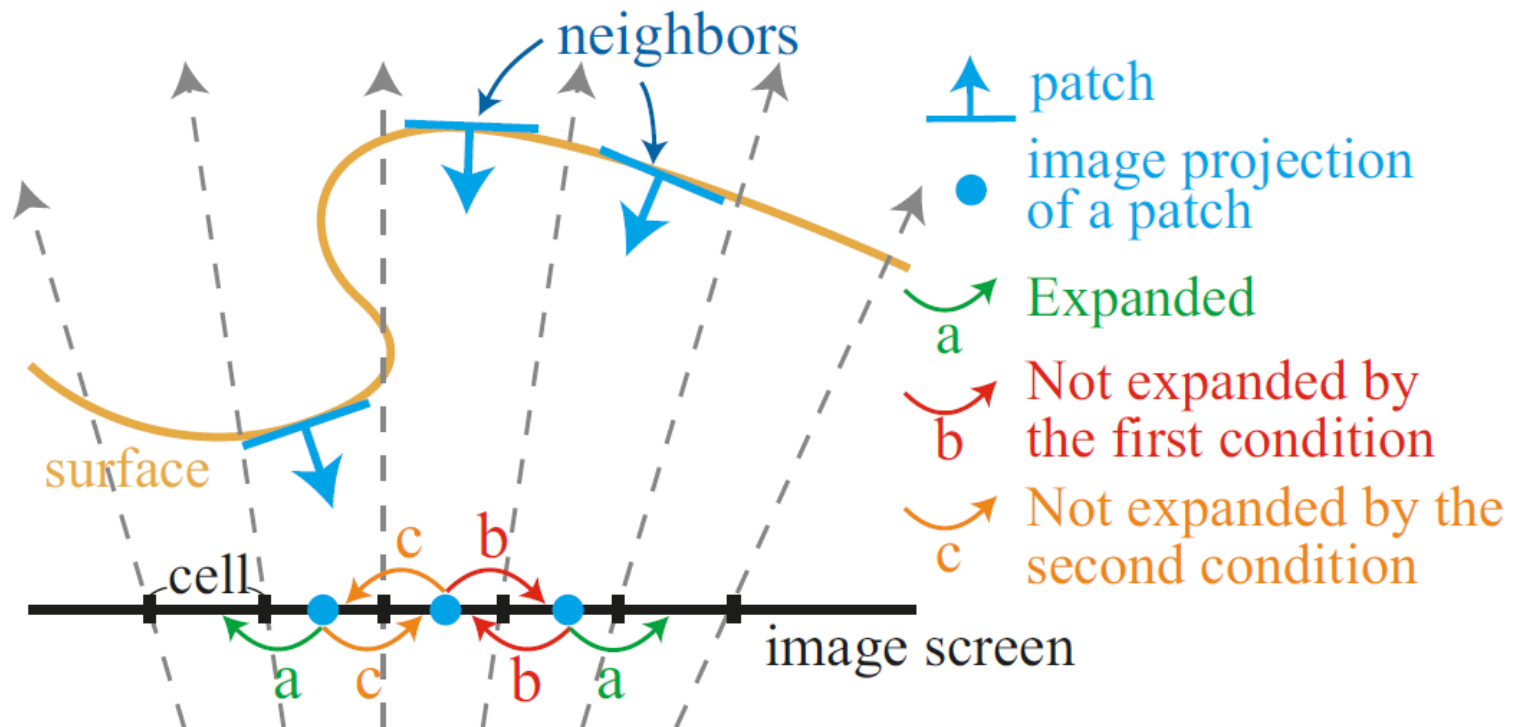 neighbors
patch
image projection
of a patch
Expanded
a
Not expanded by
the first condition
b
Not expanded by the
second condition
c
surface
c
b
cell
image screen
a
c
b
a